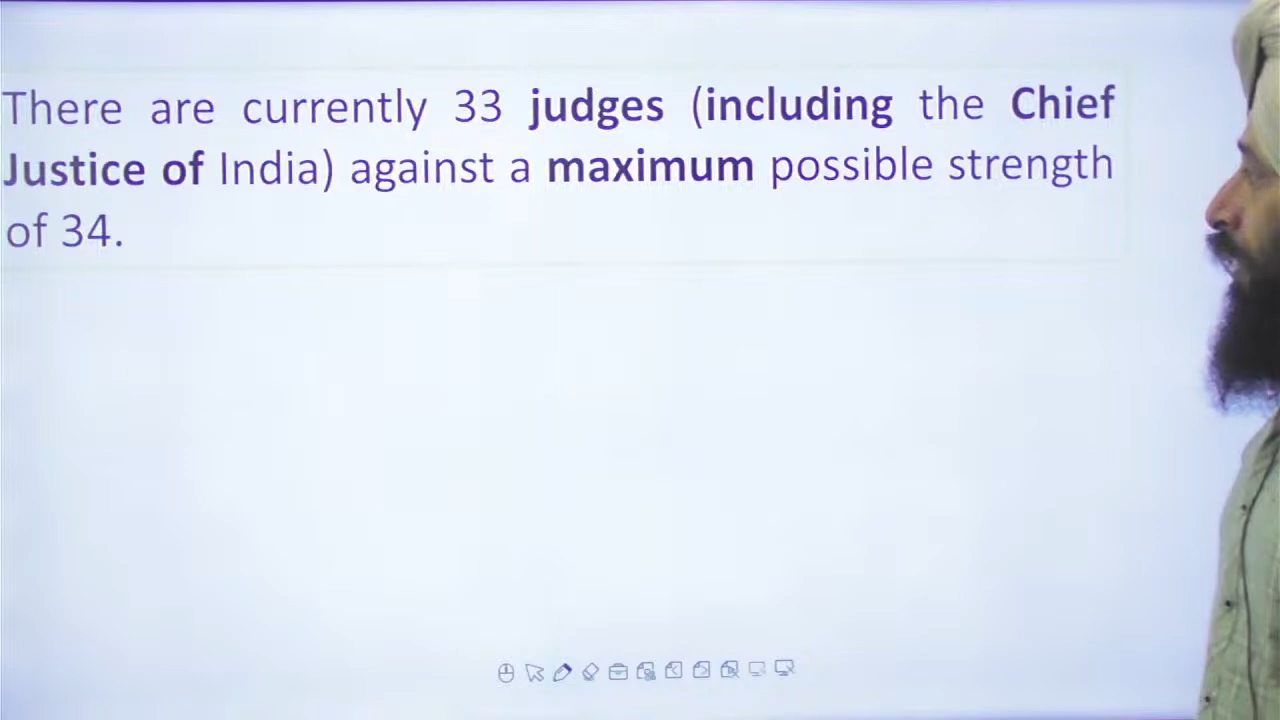 There are currently 33 judges (including the Chief
Justice of India) against a maximum possible strength
of 34.